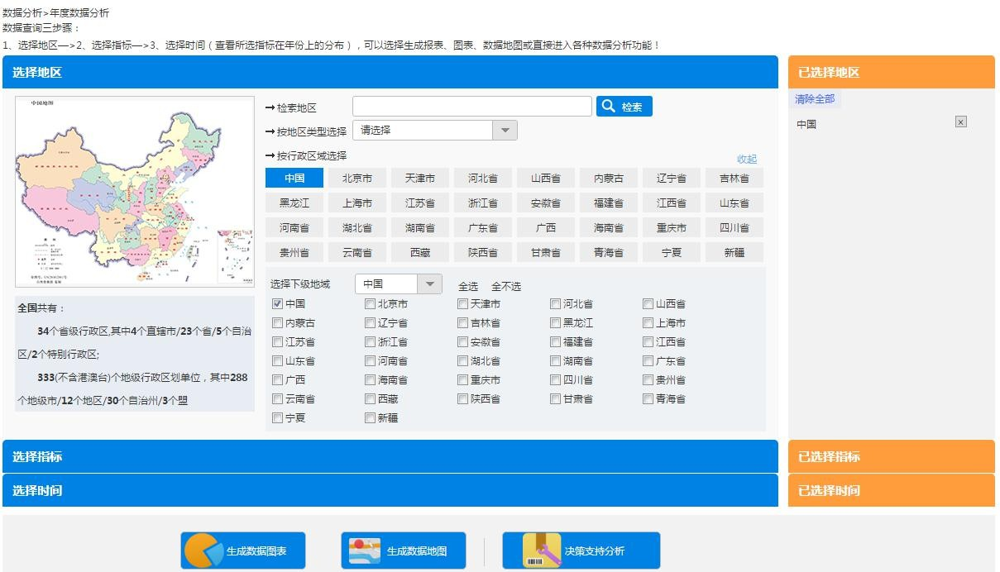 数据分析>年度数据分析
数据查询三步骤：
1、选择地区—>2、选择指标—>3、选择时间（查看所选指标在年份上的分布），可以选择生成报表、图表、数据地图或直接进入各种数据分析功能！
选择地区
已选择地区
清除全部
中国
x
中国地图
检索地区
检索
按地区类型选择
请选择
按行政区域选择
收起
中国 北京市 天津市 河北省 山西省 内蒙古 辽宁省 吉林省
黑龙江 上海市 江苏省 浙江省 安徽省 福建省 江西省 山东省
河南省 湖北省 湖南省 广东省 广西 海南省 重庆市 四川省
贵州省 云南省 西藏 陕西省 甘肃省 青海省 宁夏 新疆
选择下级地域 中国 全选 全不选
中国 北京市 天津市 河北省 山西省
内蒙古 辽宁省 吉林省 黑龙江 上海市
江苏省 浙江省 安徽省 福建省 江西省
山东省 河南省 湖北省 湖南省 广东省
广西 海南省 重庆市 四川省 贵州省
云南省 西藏 陕西省 甘肃省 青海省
宁夏 新疆
全国共有：
34个省级行政区,其中4个直辖市/23个省/5个自治
区/2个特别行政区;
333(不含港澳台)个地级行政区划单位，其中288
个地级市/12个地区/30个自治州/3个盟
选择指标
已选择指标
选择时间
已选择时间
生成数据图表
生成数据地图
决策支持分析